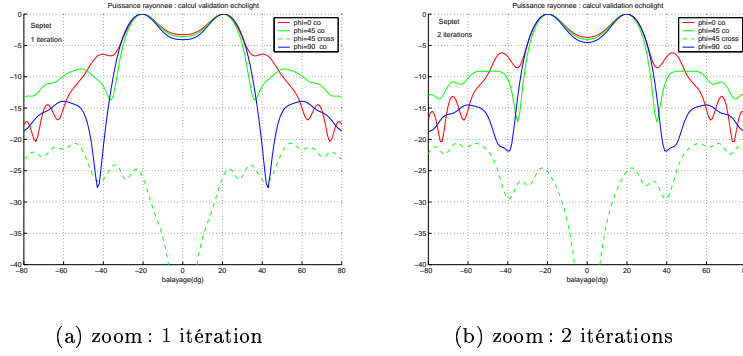 Puissance rayonnee : calcul validation echolight
Septet
1 iteration
phi=0 co
phi=45 co
phi=45 cross
phi=90 co
0
−5
−10
−15
−20
−25
−30
−35
−40
−80 −60 −40 −20 0 20 40 60 80
balayage(dg)
(a) zoom : 1 itération
Puissance rayonnee : calcul validation echolight
Septet
2 iterations
phi=0 co
phi=45 co
phi=45 cross
phi=90 co
0
−5
−10
−15
−20
−25
−30
−35
−40
−80 −60 −40 −20 0 20 40 60 80
balayage(dg)
(b) zoom : 2 itérations